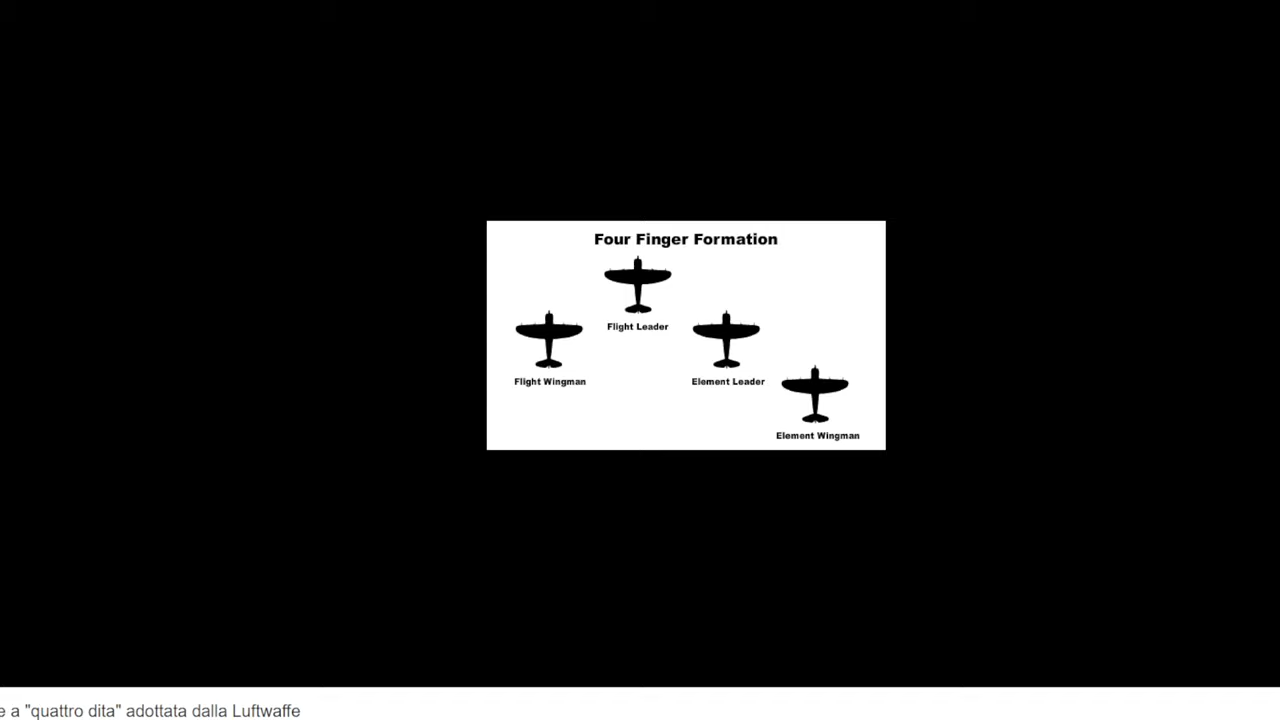 Four Finger Formation
Flight Leader
Flight Wingman
Element Leader
Element Wingman
e a "quattro dita" adottata dalla Luftwaffe